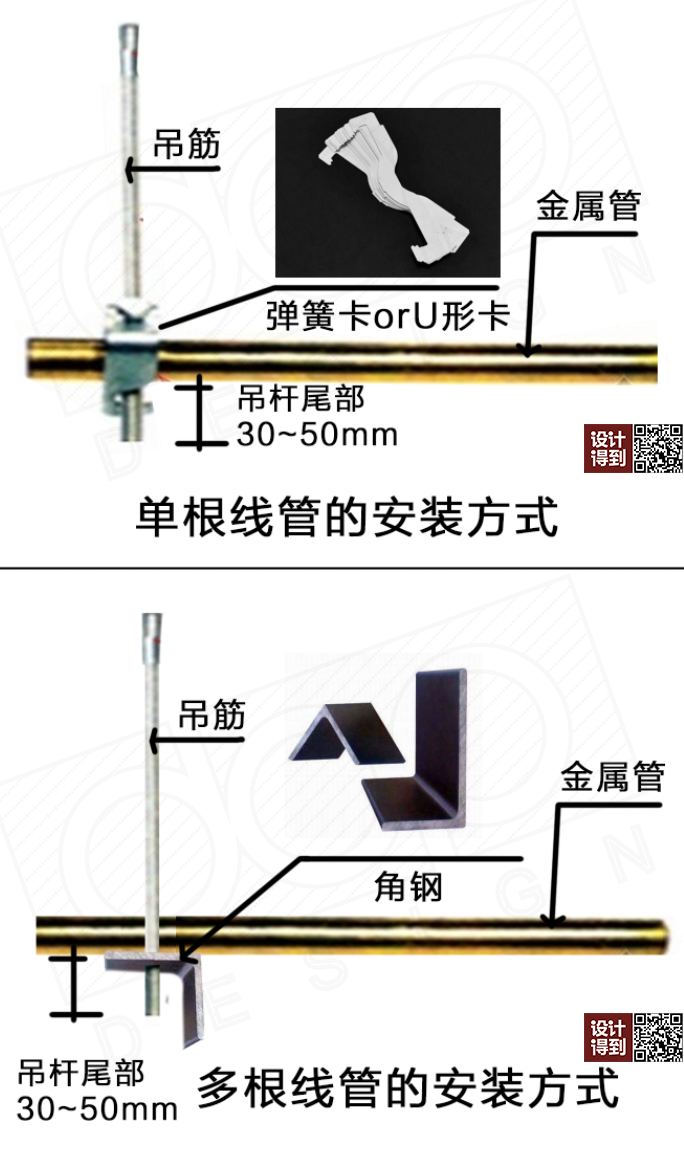 吊筋
金属管
弹簧卡orU形卡
吊杆尾部
30~50mm
设计
得到
单根线管的安装方式
吊筋
金属管
角钢
设计
得到
吊杆尾部
30~50mm
多根线管的安装方式
DESIGN
DESIGN